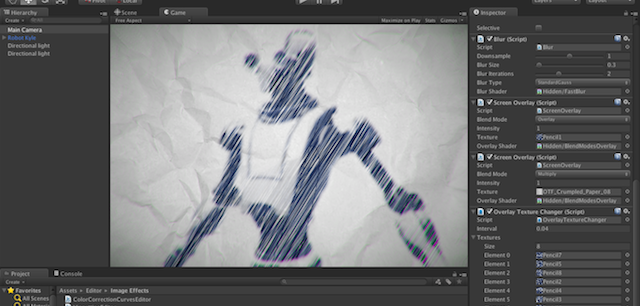 Pivot
Local
Layers
Layout
Hierarchy
Create
All
Main Camera
Robot Kyle
Directional light
Directional light
Scene
Game
Free Aspect
Maximize on Play
Stats
Gizmos
Inspector
Selective
Blur (Script)
Script
Blur
Downsample
1
Blur Size
0.3
Blur Iterations
2
Blur Type
StandardGauss
Blur Shader
Hidden/FastBlur
Screen Overlay (Script)
Script
ScreenOverlay
Blend Mode
Overlay
Intensity
1
Texture
Pencil1
Overlay Shader
Hidden/BlendModesOverlay
Screen Overlay (Script)
Script
ScreenOverlay
Blend Mode
Multiply
Intensity
1
Texture
OTF_Crumpled_Paper_08
Overlay Shader
Hidden/BlendModesOverlay
Overlay Texture Changer (Script)
Script
OverlayTextureChanger
Interval
0.04
Textures
Size
8
Element 0
Pencil7
Element 1
Pencil5
Element 2
Pencil8
Element 3
Pencil2
Element 4
Pencil3
Element 5
Project
Console
Create
Favorites
All Scenes
Assets
Editor
Image Effects
ColorCorrectionCurvesEditor